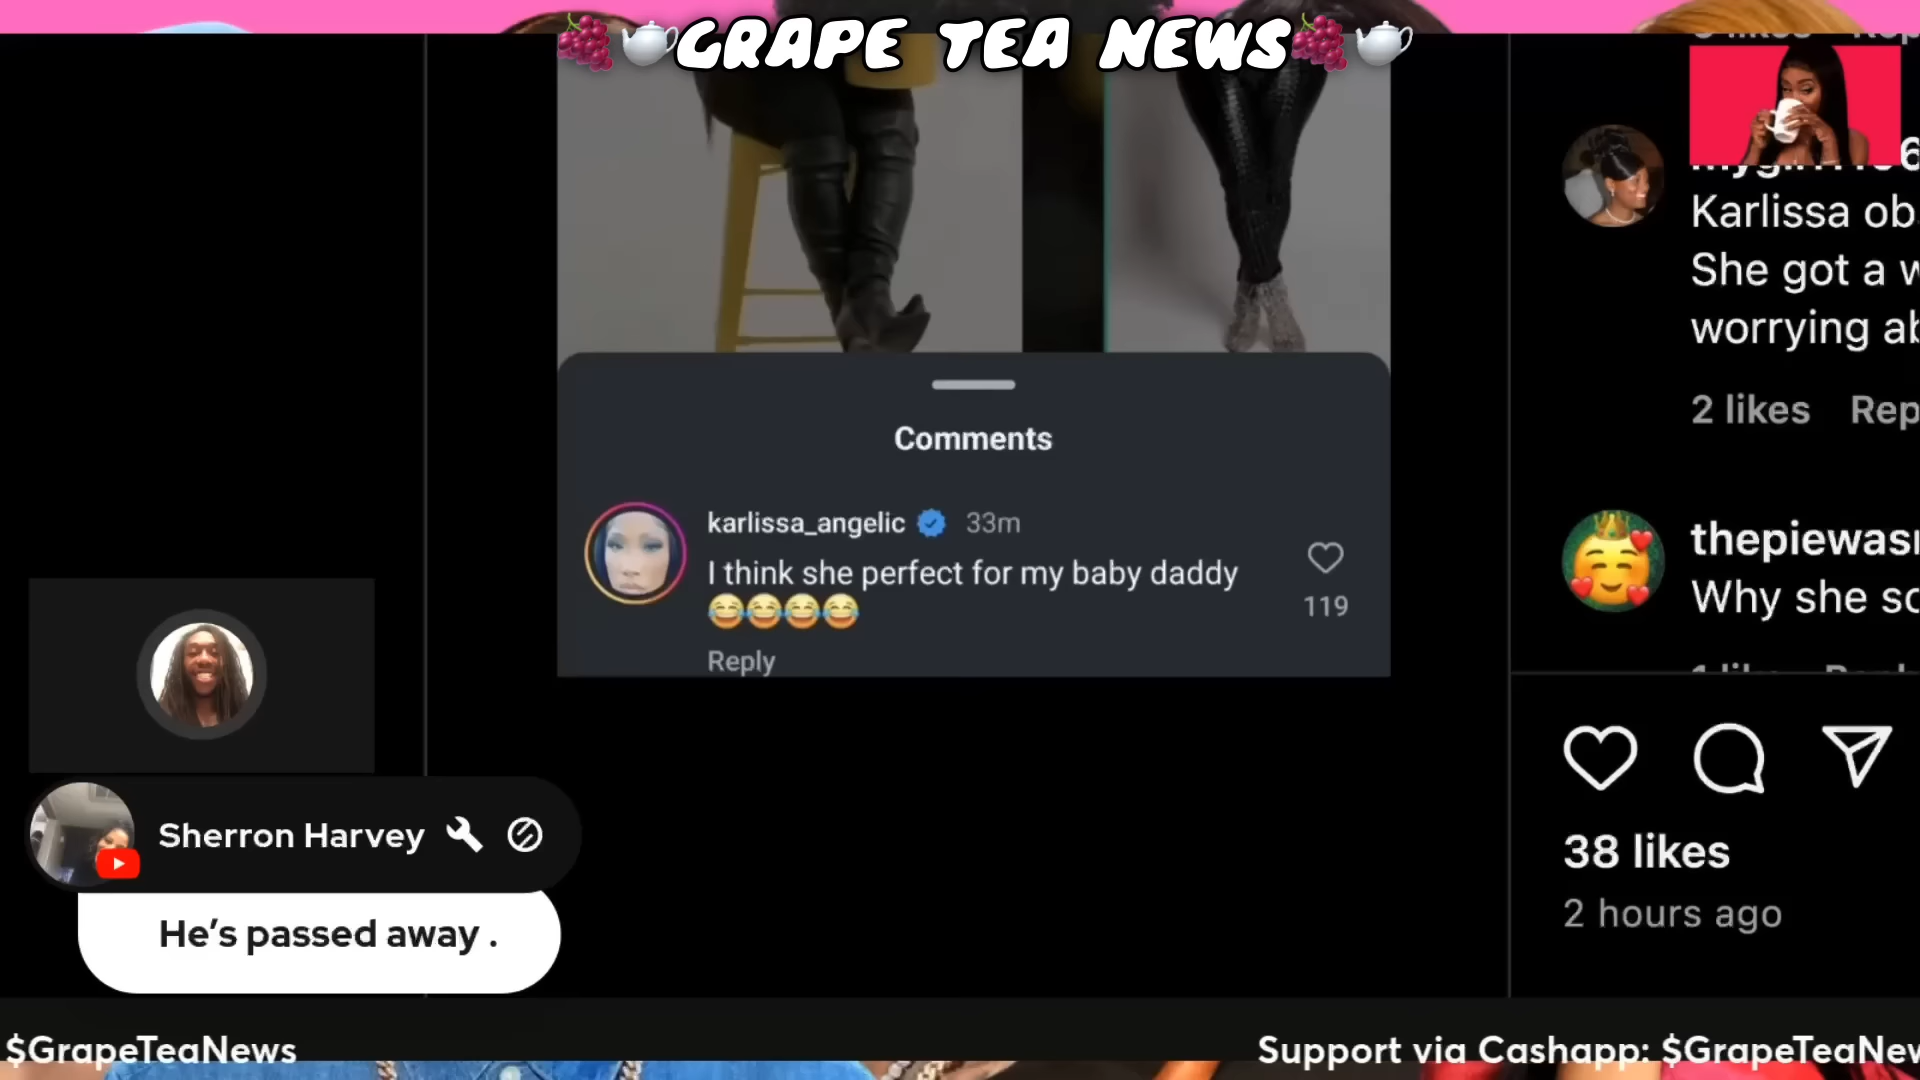 GRAPE TEA NEWS
Karlissa ob
She got a w
worrying ab
2 likes Rep
Comments
karlissa_angelic 33m
I think she perfect for my baby daddy
😂😂😂😂
119
Reply
thepiewas
Why she so
Sherron Harvey
He’s passed away .
38 likes
2 hours ago
$GrapeTeaNews
Support via Cashapp: $GrapeTeaNew